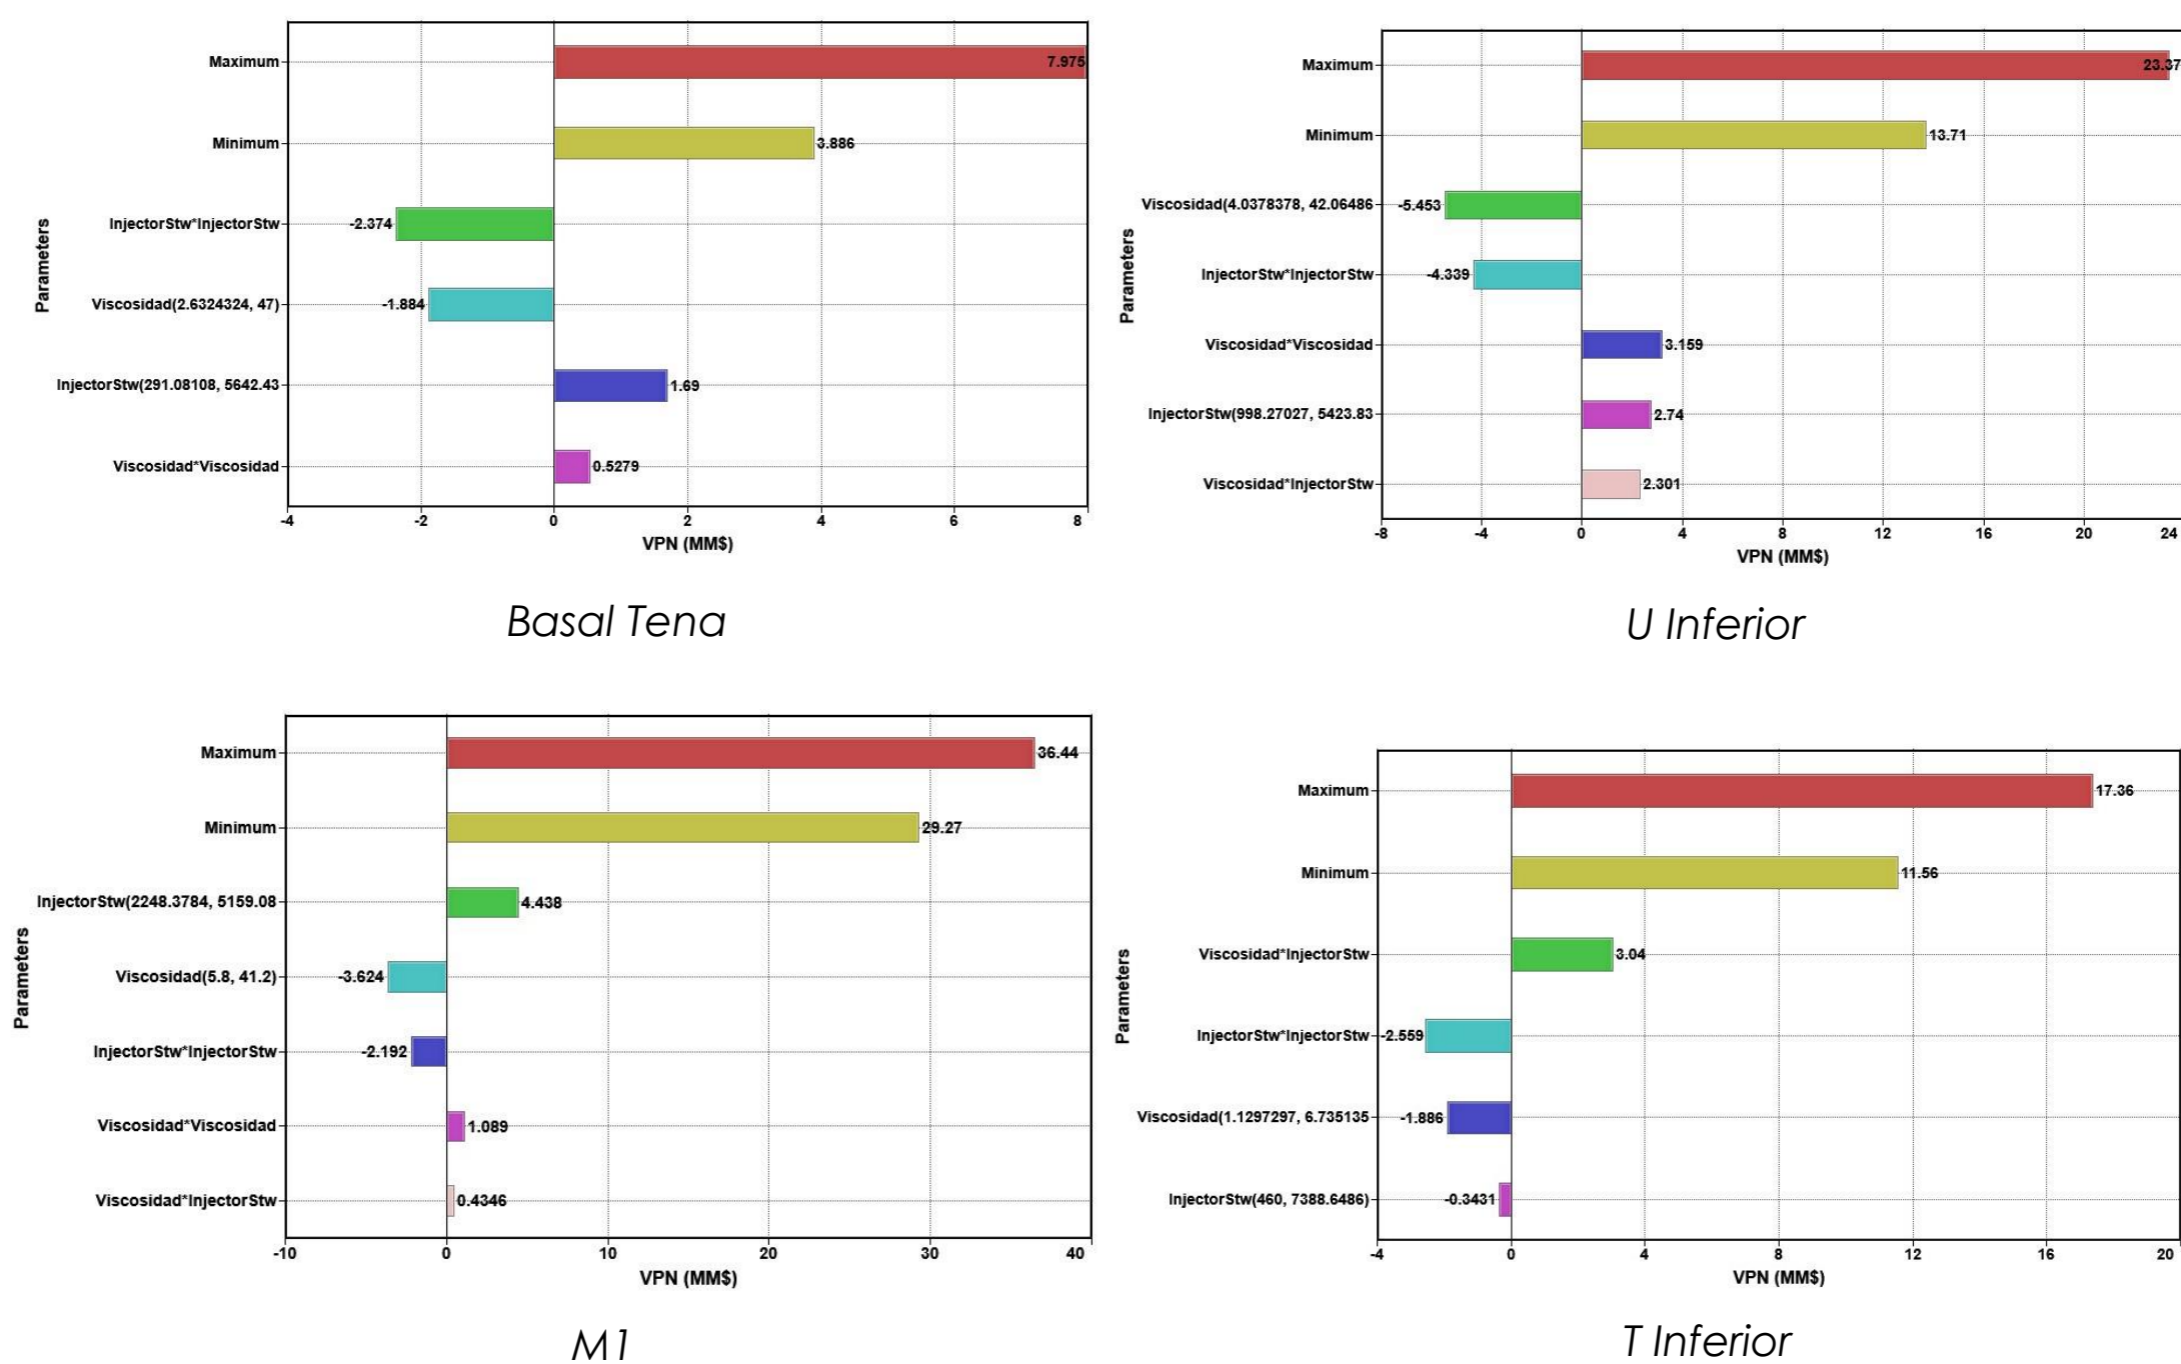 Parameters
Maximum
7.975
Minimum
3.886
InjectorStw*InjectorStw
-2.374
Viscosidad(2.6324324, 47)
-1.884
InjectorStw(291.08108, 5642.43
1.69
Viscosidad*Viscosidad
0.5279
-4 -2 0 2 4 6 8
VPN (MM$)
Basal Tena
Parameters
Maximum
23.37
Minimum
13.71
Viscosidad(4.0378378, 42.06486
-5.453
InjectorStw*InjectorStw
-4.339
Viscosidad*Viscosidad
3.159
InjectorStw(998.27027, 5423.83
2.74
Viscosidad*InjectorStw
2.301
-8 -4 0 4 8 12 16 20 24
VPN (MM$)
U Inferior
Parameters
Maximum
36.44
Minimum
29.27
InjectorStw(2248.3784, 5159.08
4.438
Viscosidad(5.8, 41.2)
-3.624
InjectorStw*InjectorStw
-2.192
Viscosidad*Viscosidad
1.089
Viscosidad*InjectorStw
0.4346
-10 0 10 20 30 40
VPN (MM$)
M1
Parameters
Maximum
17.36
Minimum
11.56
Viscosidad*InjectorStw
3.04
InjectorStw*InjectorStw
-2.559
Viscosidad(1.1297297, 6.735135
-1.886
InjectorStw(460, 7388.6486)
-0.3431
-4 0 4 8 12 16 20
VPN (MM$)
T Inferior